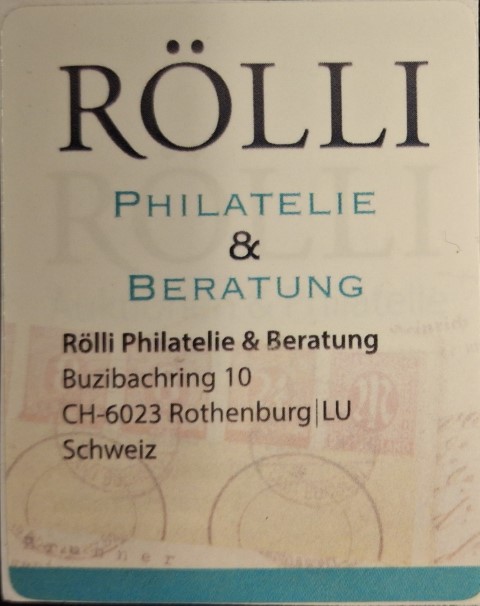 RÖLLI
PHILATELIE
&
BERATUNG
Rölli Philatelie & Beratung
Buzibachring 10
CH-6023 Rothenburg|LU
Schweiz